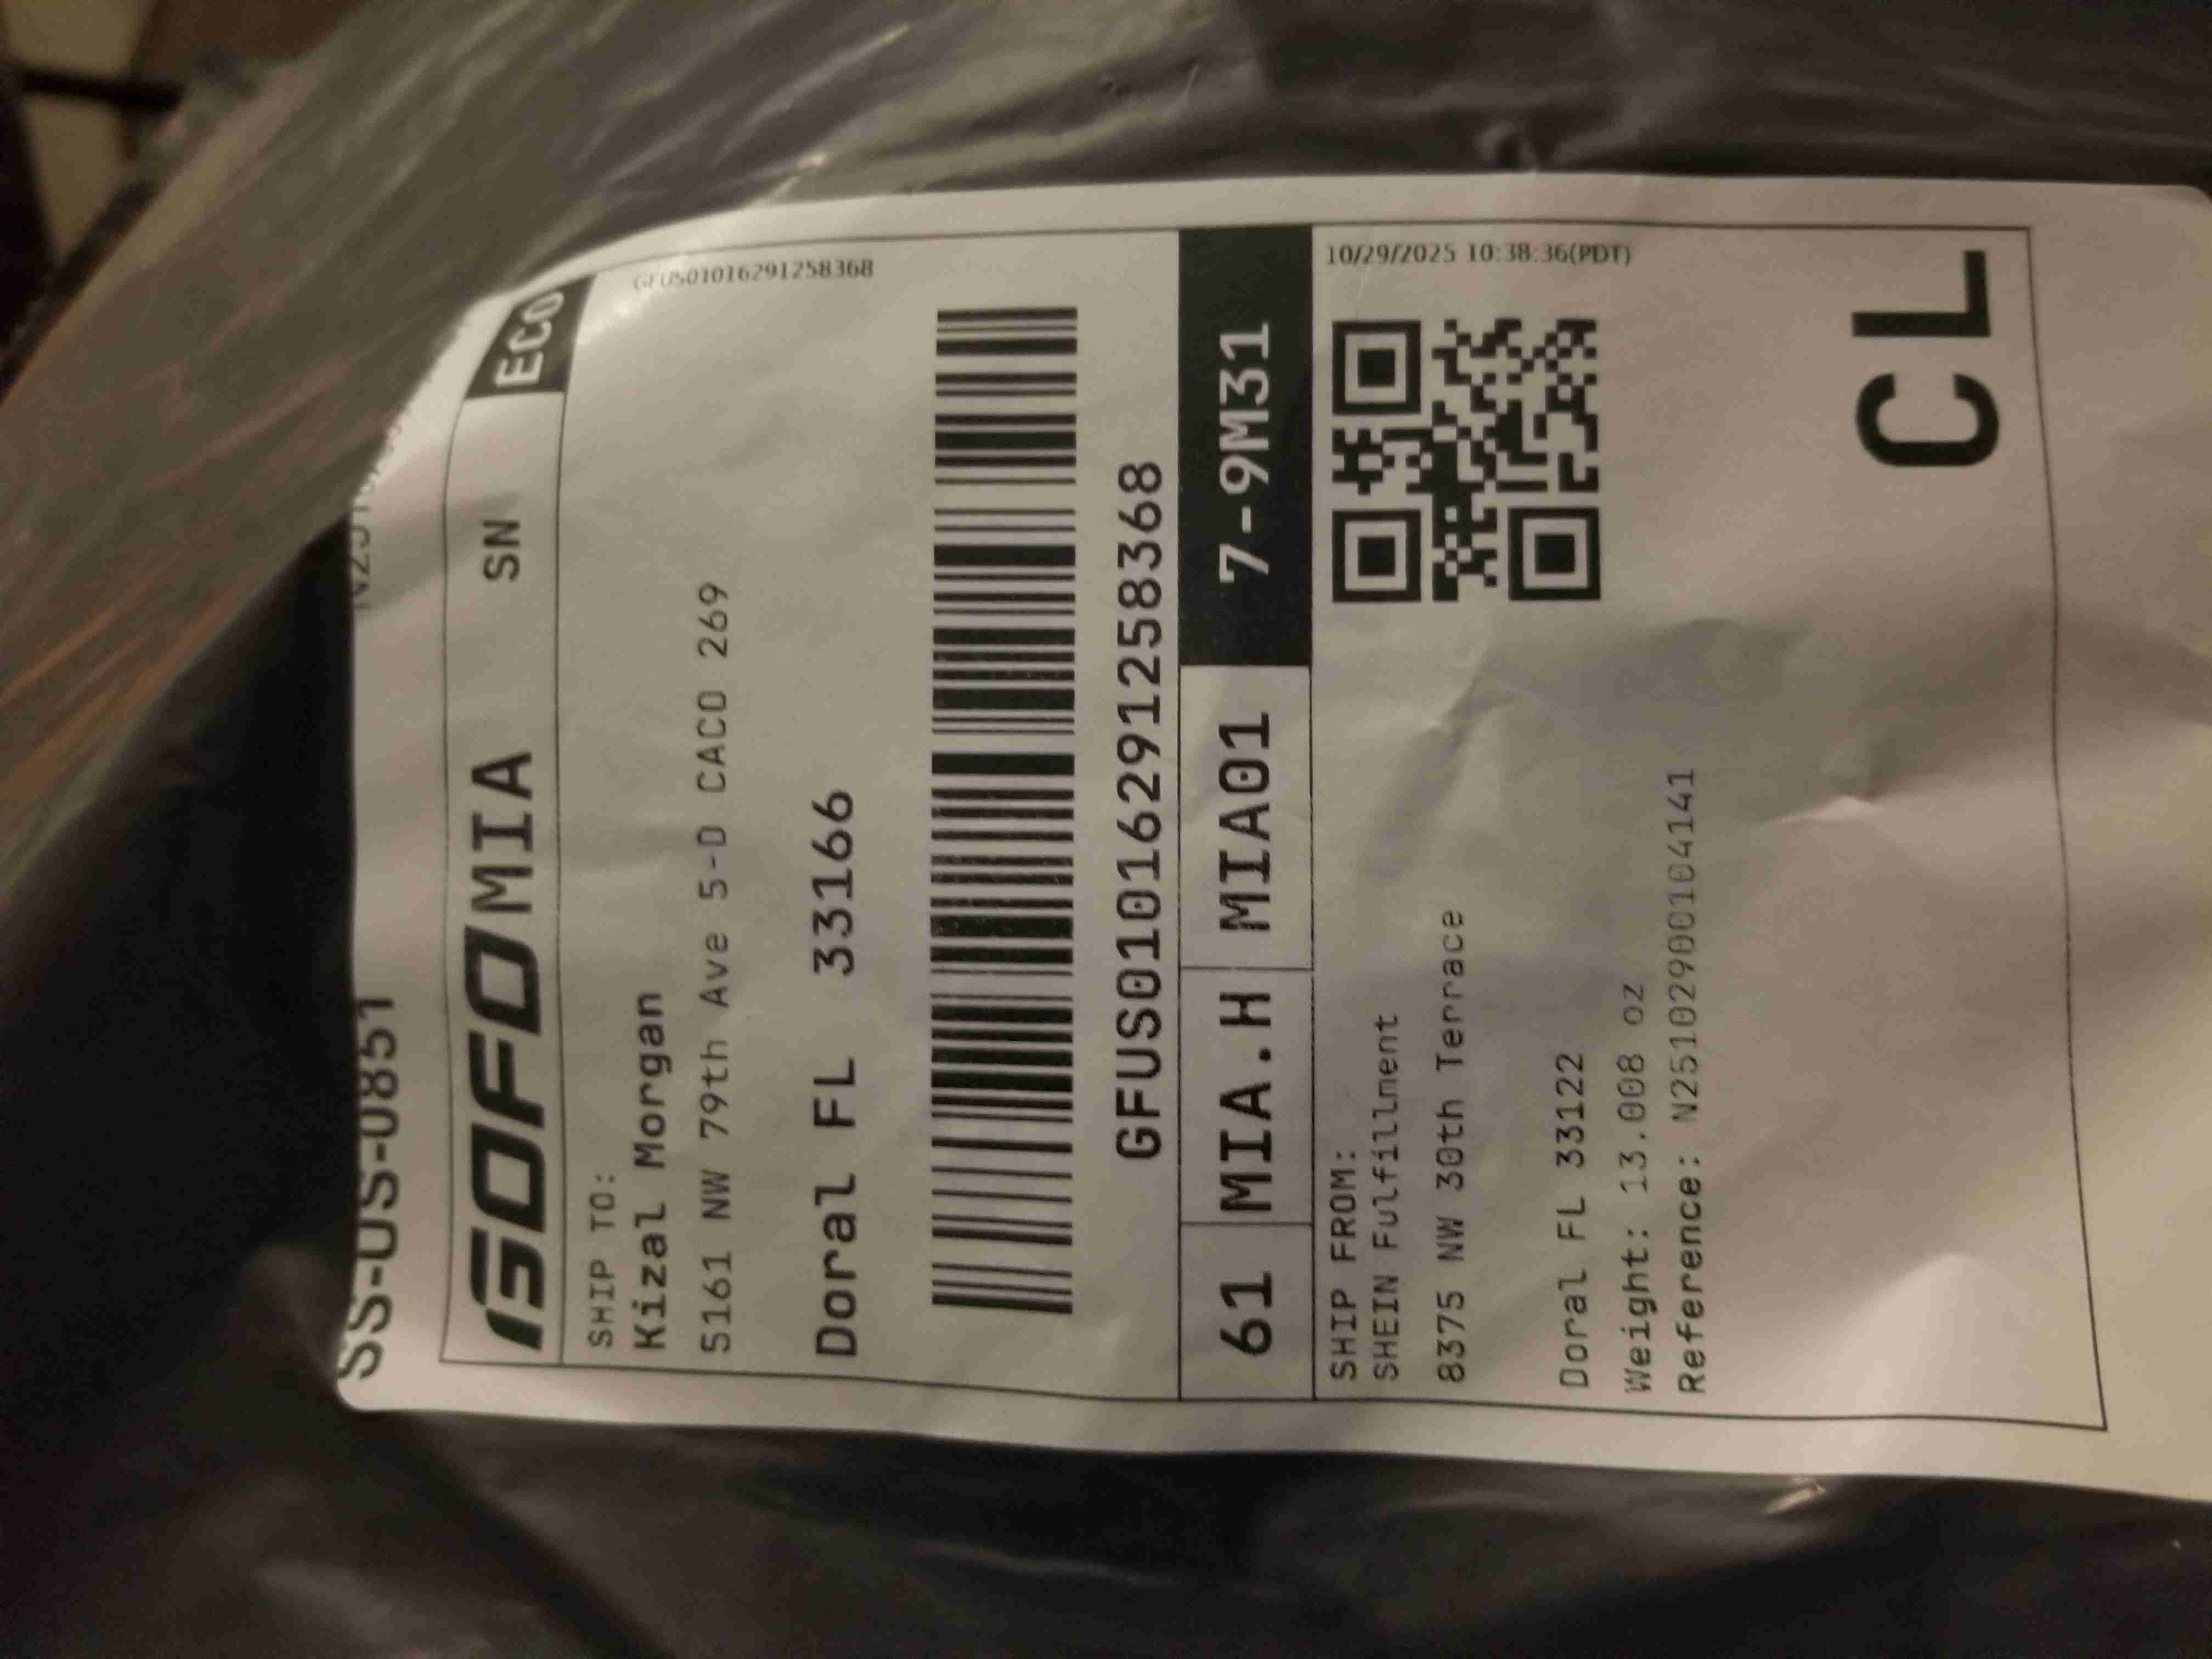 SS-US-0851
GOFO MIA SN ECO
GFUS01016291258368
SHIP TO:
Kizal Morgan
5161 NW 79th Ave 5-D CACO 269
Doral FL 33166
GFUS01016291258368
61 MIA.H MIA01 7-9M31
10/29/2025 10:38:36(PDT)
SHIP FROM:
SHEIN Fulfillment
8375 NW 30th Terrace
Doral FL 33122
Weight: 13.008 oz
Reference: N2510290010414​1
CL